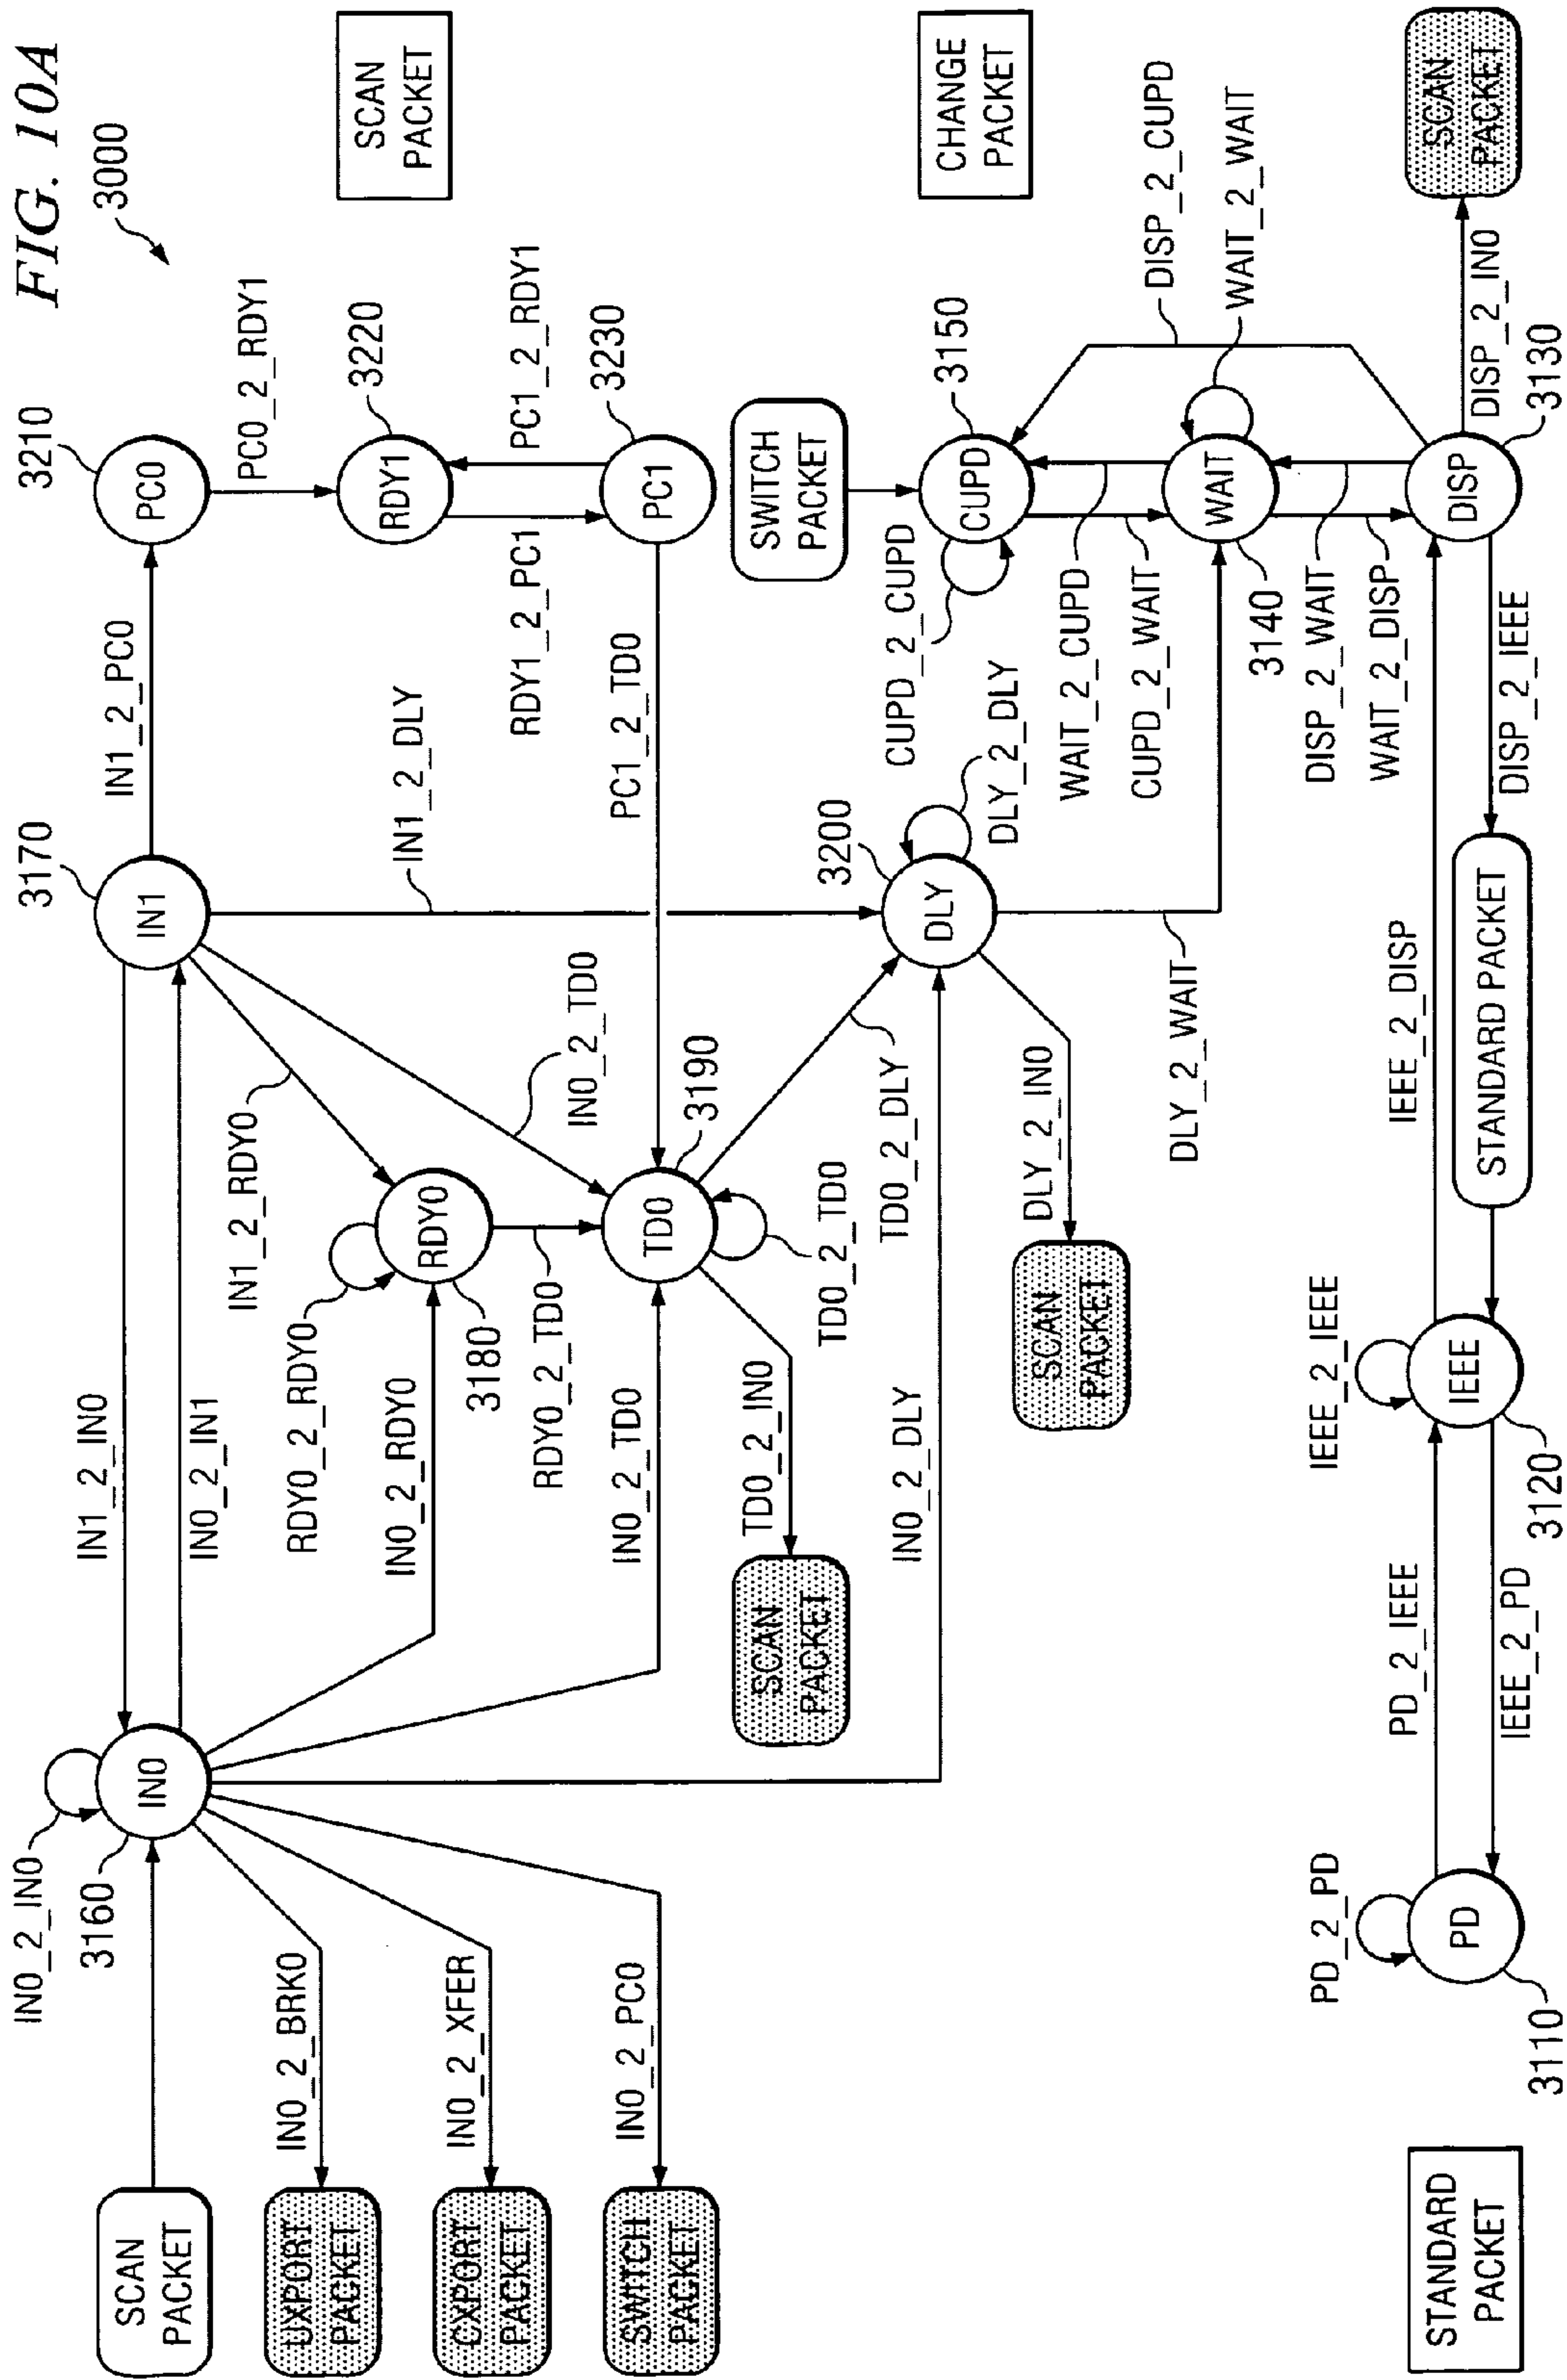 FIG. 10A
3000
IN0_2_IN0
3160
IN0
SCAN
PACKET
IN1_2_IN0
IN0_2_IN1
3170
IN1
IN1_2_PC0
3210
PC0
PC0_2_RDY1
SCAN
PACKET
IN0_2_BRK0
UXPORT
PACKET
IN0_2_XFER
CXPORT
PACKET
IN0_2_PC0
SWITCH
PACKET
IN1_2_RDY0
RDY0_2_RDY0
RDY0
3180
IN0_2_RDY0
RDY0_2_TD0
IN1_2_DLY
3220
RDY1
RDY1_2_PC1
PC1_2_RDY1
3230
PC1
PC1_2_TD0
IN0_2_TD0
IN0_2_TD0
TD0
3190
TD0_2_TD0
TD0_2_IN0
SCAN
PACKET
TD0_2_DLY
IN0_2_DLY
3200
DLY
DLY_2_DLY
DLY_2_IN0
SCAN
PACKET
DLY_2_WAIT
SWITCH
PACKET
CUPD_2_CUPD
CUPD
3150
CHANGE
PACKET
WAIT_2_CUPD
CUPD_2_WAIT
DISP_2_CUPD
WAIT_2_WAIT
WAIT
3140
DISP_2_WAIT
WAIT_2_DISP
DISP
3130
DISP_2_IN0
SCAN
PACKET
DISP_2_IEEE
STANDARD PACKET
IEEE_2_DISP
IEEE_2_IEEE
IEEE
3120
PD_2_IEEE
IEEE_2_PD
PD_2_PD
PD
3110
STANDARD
PACKET